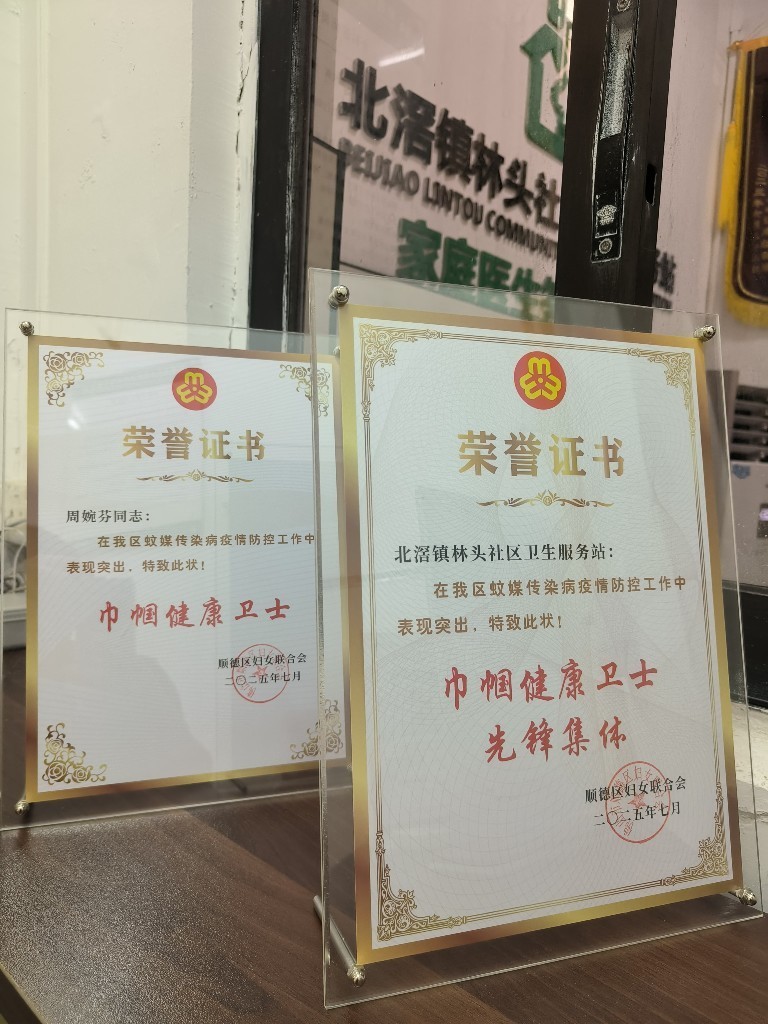 北滘镇林头社
BEIJIAO LINTOU COMMUNIT
家庭医生
荣誉证书
周婉芬同志：
在我区蚊媒传染病疫情防控工作中
表现突出，特致此状！
巾帼健康卫士
顺德区妇女联合会
二〇二五年七月
荣誉证书
北滘镇林头社区卫生服务站：
在我区蚊媒传染病疫情防控工作中
表现突出，特致此状！
巾帼健康卫士
先锋集体
顺德区妇女联合会
二〇二五年七月